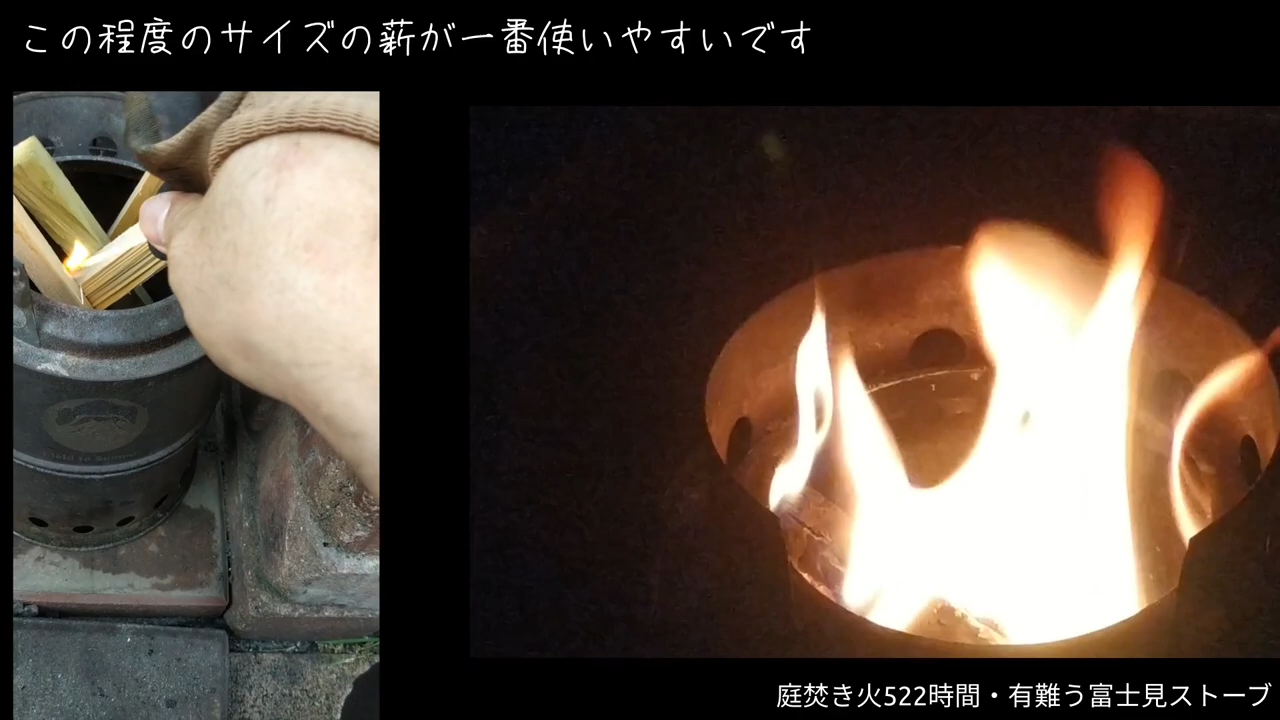 この程度のサイズの薪が一番使いやすいです
庭焚き火522時間・有難う富士見ストーブ